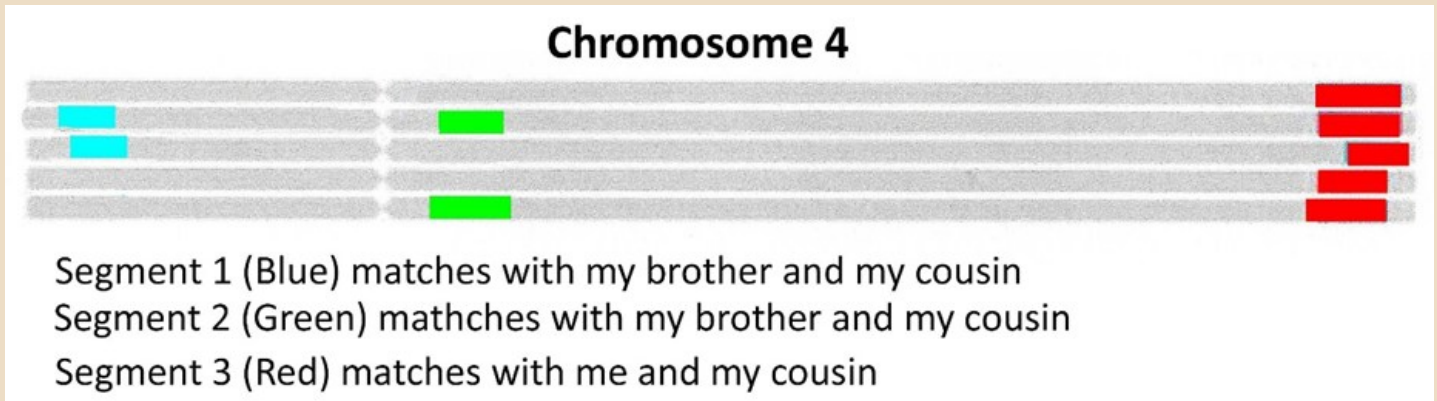 Chromosome 4
Segment 1 (Blue) matches with my brother and my cousin
Segment 2 (Green) mathches with my brother and my cousin
Segment 3 (Red) matches with me and my cousin